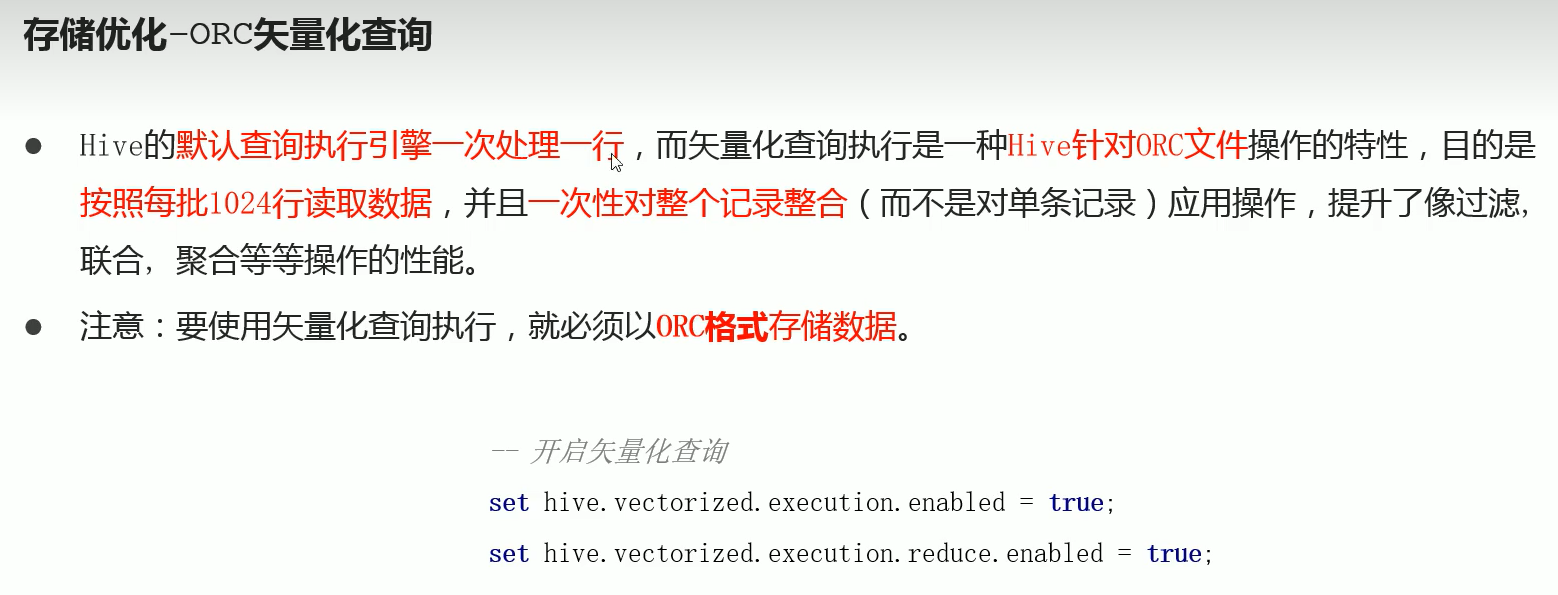 存储优化-ORC矢量化查询
● Hive的默认查询执行引擎一次处理一行，而矢量化查询执行是一种Hive针对ORC文件操作的特性，目的是
按照每批1024行读取数据，并且一次性对整个记录整合（而不是对单条记录）应用操作，提升了像过滤,
联合, 聚合等等操作的性能。
● 注意：要使用矢量化查询执行，就必须以ORC格式存储数据。
-- 开启矢量化查询
set hive.vectorized.execution.enabled = true;
set hive.vectorized.execution.reduce.enabled = true;